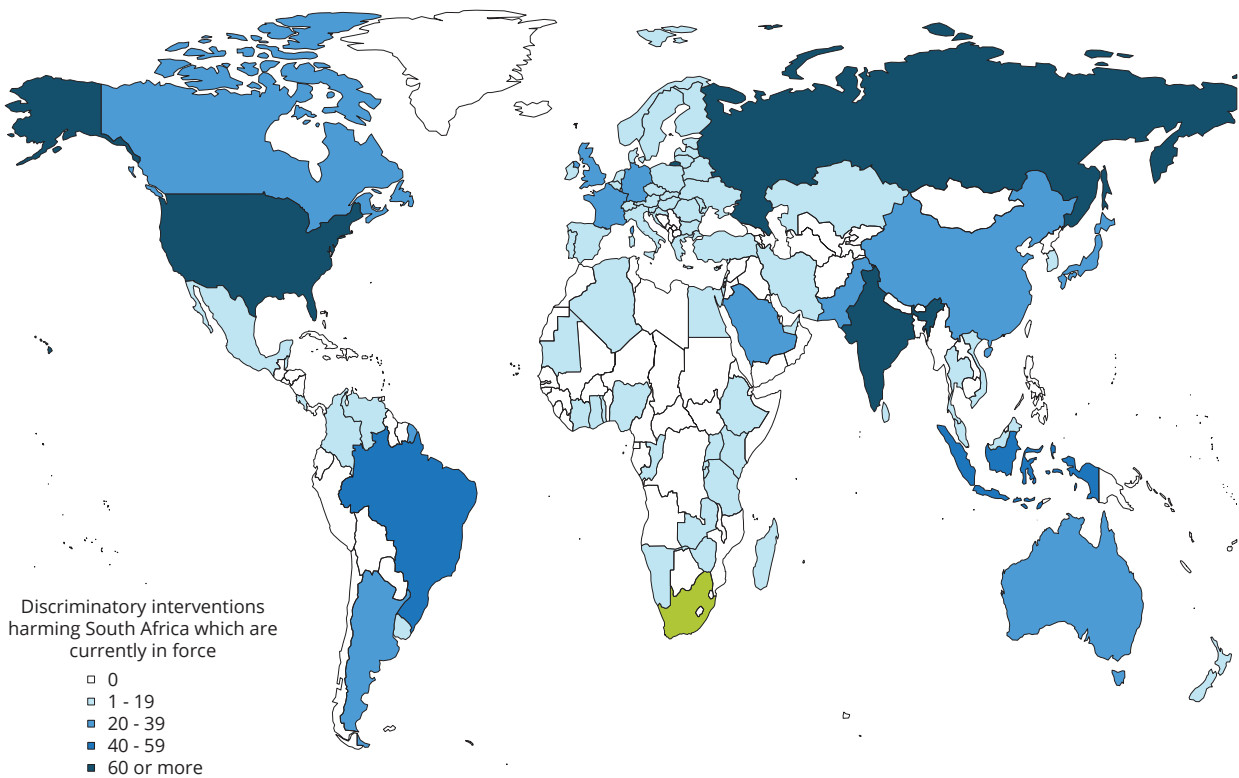 Discriminatory interventions
harming South Africa which are
currently in force
0
1 - 19
20 - 39
40 - 59
60 or more